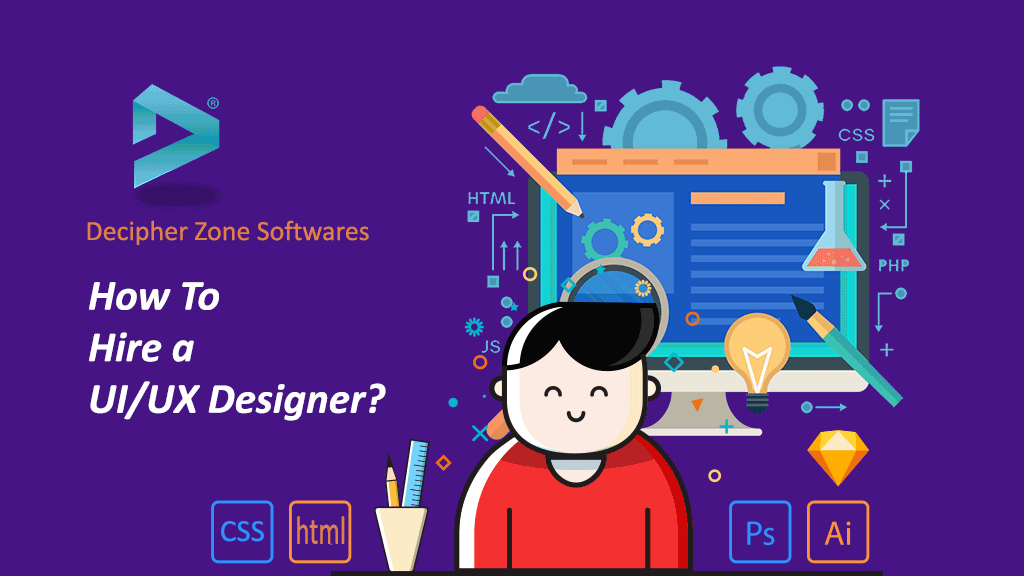 ®
Decipher Zone Softwares
How To
Hire a
UI/UX Designer?
</>
CSS
HTML
PHP
JS
CSS
html
Ps
Ai